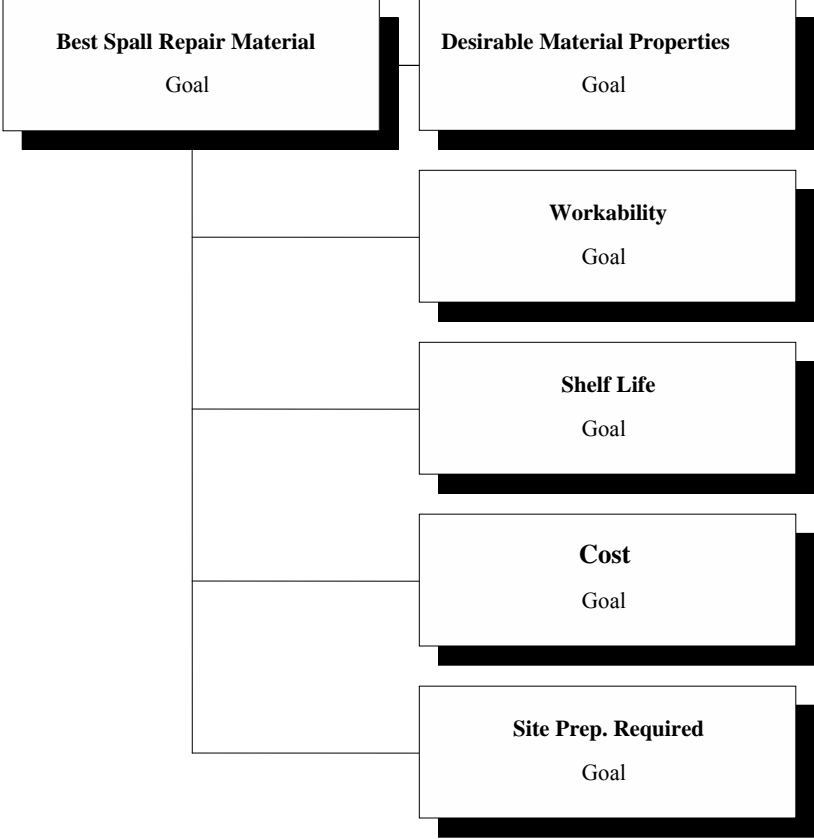 Best Spall Repair Material
Goal
Desirable Material Properties
Goal
Workability
Goal
Shelf Life
Goal
Cost
Goal
Site Prep. Required
Goal